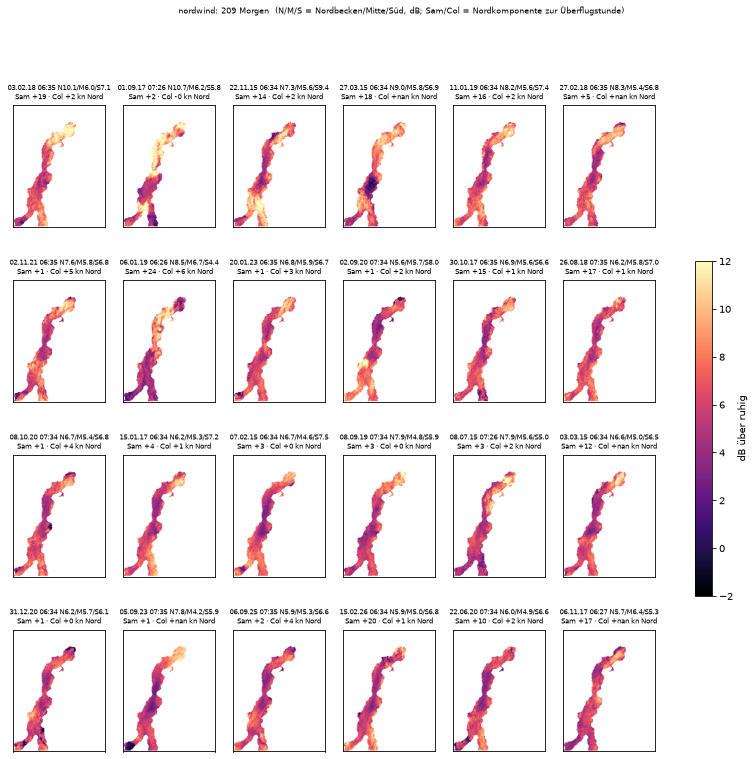 nordwind: 209 Morgen (N/M/S = Nordbecken/Mitte/Süd, dB; Sam/Col = Nordkomponente zur Überflugstunde)
03.02.18 06:35 N10.1/M6.0/S7.1
Sam +19 · Col +2 kn Nord
01.09.17 07:26 N10.7/M6.2/S5.8
Sam +2 · Col -0 kn Nord
22.11.15 06:34 N7.3/M5.6/S9.4
Sam +14 · Col +2 kn Nord
27.03.15 06:34 N9.0/M5.8/S6.9
Sam +18 · Col +nan kn Nord
11.01.19 06:34 N8.2/M5.6/S7.4
Sam +16 · Col +2 kn Nord
27.02.18 06:35 N8.3/M5.4/S6.8
Sam +5 · Col +nan kn Nord
02.11.21 06:35 N7.6/M5.8/S6.8
Sam +1 · Col +5 kn Nord
06.01.19 06:26 N8.5/M6.7/S4.4
Sam +24 · Col +6 kn Nord
20.01.23 06:35 N6.8/M5.9/S6.7
Sam +1 · Col +3 kn Nord
02.09.20 07:34 N5.6/M5.7/S8.0
Sam +1 · Col +2 kn Nord
30.10.17 06:35 N6.9/M5.6/S6.6
Sam +15 · Col +1 kn Nord
26.08.18 07:35 N6.2/M5.8/S7.0
Sam +17 · Col +1 kn Nord
08.10.20 07:34 N6.7/M5.4/S6.8
Sam +1 · Col +4 kn Nord
15.01.17 06:34 N6.2/M5.3/S7.2
Sam +4 · Col +1 kn Nord
07.02.15 06:34 N6.7/M4.6/S7.5
Sam +3 · Col +0 kn Nord
08.09.19 07:34 N7.9/M4.8/S5.9
Sam +3 · Col +0 kn Nord
08.07.15 07:26 N7.9/M5.6/S5.0
Sam +3 · Col +2 kn Nord
03.03.15 06:34 N6.6/M5.0/S6.5
Sam +12 · Col +nan kn Nord
31.12.20 06:34 N6.2/M5.7/S6.1
Sam +1 · Col +0 kn Nord
05.09.23 07:35 N7.8/M4.2/S5.9
Sam +1 · Col +nan kn Nord
06.09.25 07:35 N5.9/M5.3/S6.6
Sam +2 · Col +4 kn Nord
15.02.26 06:34 N5.9/M5.0/S6.8
Sam +20 · Col +1 kn Nord
22.06.20 07:34 N6.0/M4.9/S6.6
Sam +10 · Col +2 kn Nord
06.11.17 06:27 N5.7/M6.4/S5.3
Sam +17 · Col +nan kn Nord
12
10
8
6
4
2
0
−2
dB über ruhig